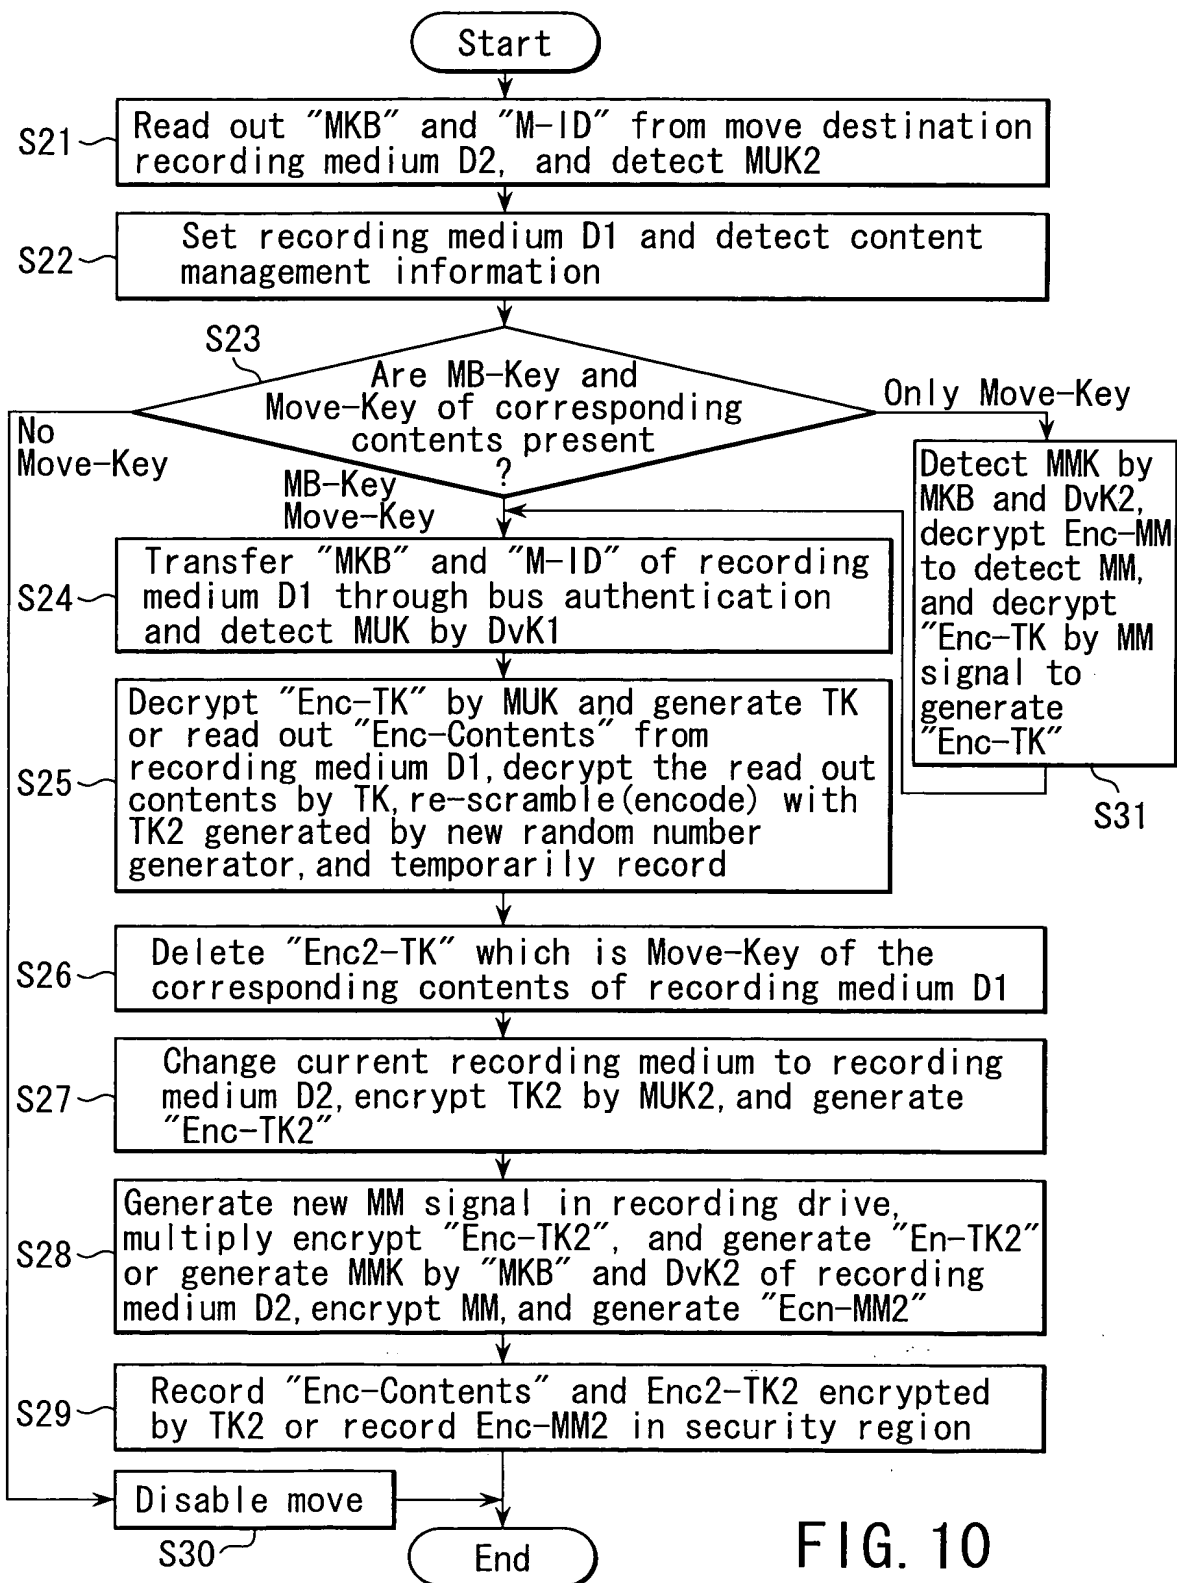 Start
S21
Read out "MKB" and "M-ID" from move destination
recording medium D2, and detect MUK2
S22
Set recording medium D1 and detect content
management information
S23
Are MB-Key and
Move-Key of corresponding
contents present
?
Only Move-Key
No
Move-Key
MB-Key
Move-Key
Detect MMK by
MKB and DvK2,
decrypt Enc-MM
to detect MM,
and decrypt
"Enc-TK by MM
signal to
generate
"Enc-TK"
S31
S24
Transfer "MKB" and "M-ID" of recording
medium D1 through bus authentication
and detect MUK by DvK1
S25
Decrypt "Enc-TK" by MUK and generate TK
or read out "Enc-Contents" from
recording medium D1, decrypt the read out
contents by TK, re-scramble(encode) with
TK2 generated by new random number
generator, and temporarily record
S26
Delete "Enc2-TK" which is Move-Key of the
corresponding contents of recording medium D1
S27
Change current recording medium to recording
medium D2, encrypt TK2 by MUK2, and generate
"Enc-TK2"
S28
Generate new MM signal in recording drive,
multiply encrypt "Enc-TK2", and generate "En-TK2"
or generate MMK by "MKB" and DvK2 of recording
medium D2, encrypt MM, and generate "Ecn-MM2"
S29
Record "Enc-Contents" and Enc2-TK2 encrypted
by TK2 or record Enc-MM2 in security region
Disable move
S30
End
FIG. 10